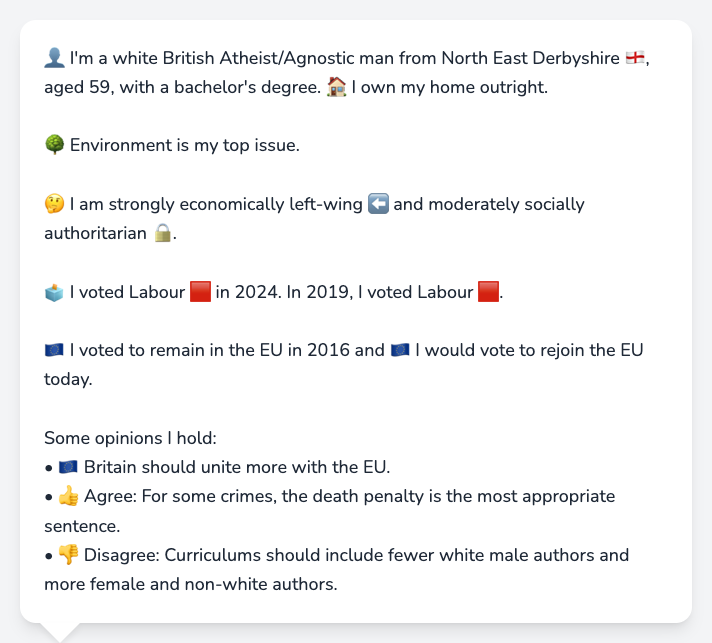 👤 I'm a white British Atheist/Agnostic man from North East Derbyshire 🏴󠁧󠁢󠁥󠁮󠁧󠁿,
aged 59, with a bachelor's degree. 🏠 I own my home outright.
🌳 Environment is my top issue.
🤔 I am strongly economically left-wing ⬅️ and moderately socially
authoritarian 🔒.
🗳️ I voted Labour 🟥 in 2024. In 2019, I voted Labour 🟥.
🇪🇺 I voted to remain in the EU in 2016 and 🇪🇺 I would vote to rejoin the EU
today.
Some opinions I hold:
• 🇪🇺 Britain should unite more with the EU.
• 👍 Agree: For some crimes, the death penalty is the most appropriate
sentence.
• 👎 Disagree: Curriculums should include fewer white male authors and
more female and non-white authors.